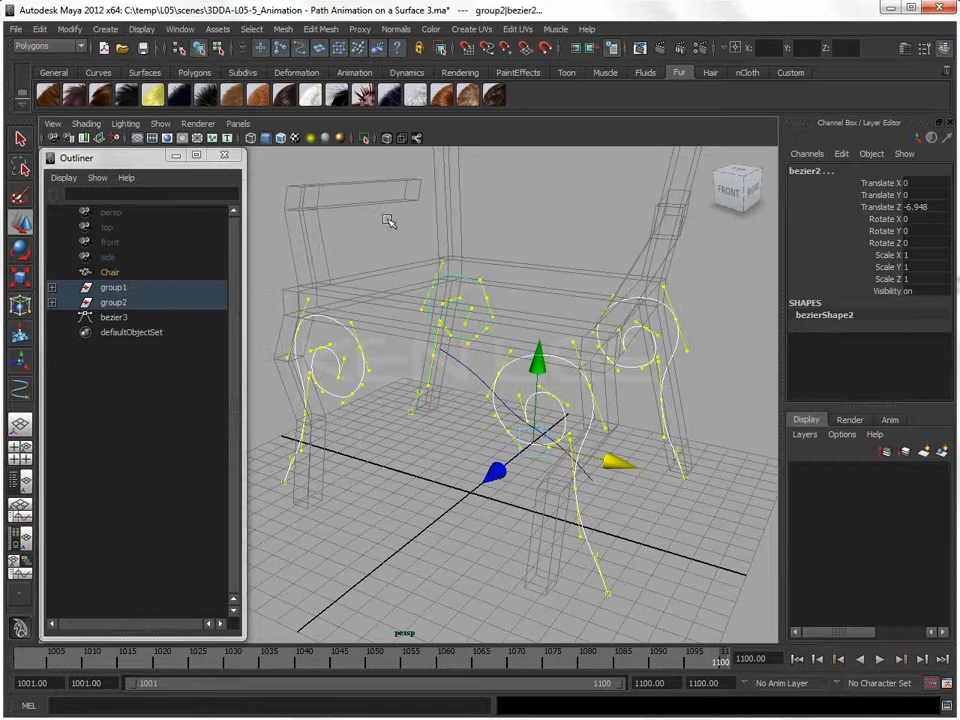 Autodesk Maya 2012 x64: C:\temp\L05\scenes\3DDA-L05-5_Animation - Path Animation on a Surface 3.ma* --- group2|bezier2...
File Edit Modify Create Display Window Assets Select Mesh Edit Mesh Proxy Normals Color Create UVs Edit UVs Muscle Help
Polygons X: Y: Z:
General Curves Surfaces Polygons Subdivs Deformation Animation Dynamics Rendering PaintEffects Toon Muscle Fluids Fur Hair nCloth Custom
View Shading Lighting Show Renderer Panels
Channel Box / Layer Editor
Outliner
Display Show Help
persp
top
front
side
Chair
group1
group2
bezier3
defaultObjectSet
FRONT
persp
Channels Edit Object Show
bezier2 ...
Translate X 0
Translate Y 0
Translate Z -6.948
Rotate X 0
Rotate Y 0
Rotate Z 0
Scale X 1
Scale Y 1
Scale Z 1
Visibility on
SHAPES
bezierShape2
Display Render Anim
Layers Options Help
1005 1010 1015 1020 1025 1030 1035 1040 1045 1050 1055 1060 1065 1070 1075 1080 1085 1090 1095 11
1100 1100.00
1001.00 1001.00 1001 1100 1100.00 1100.00 No Anim Layer No Character Set
MEL